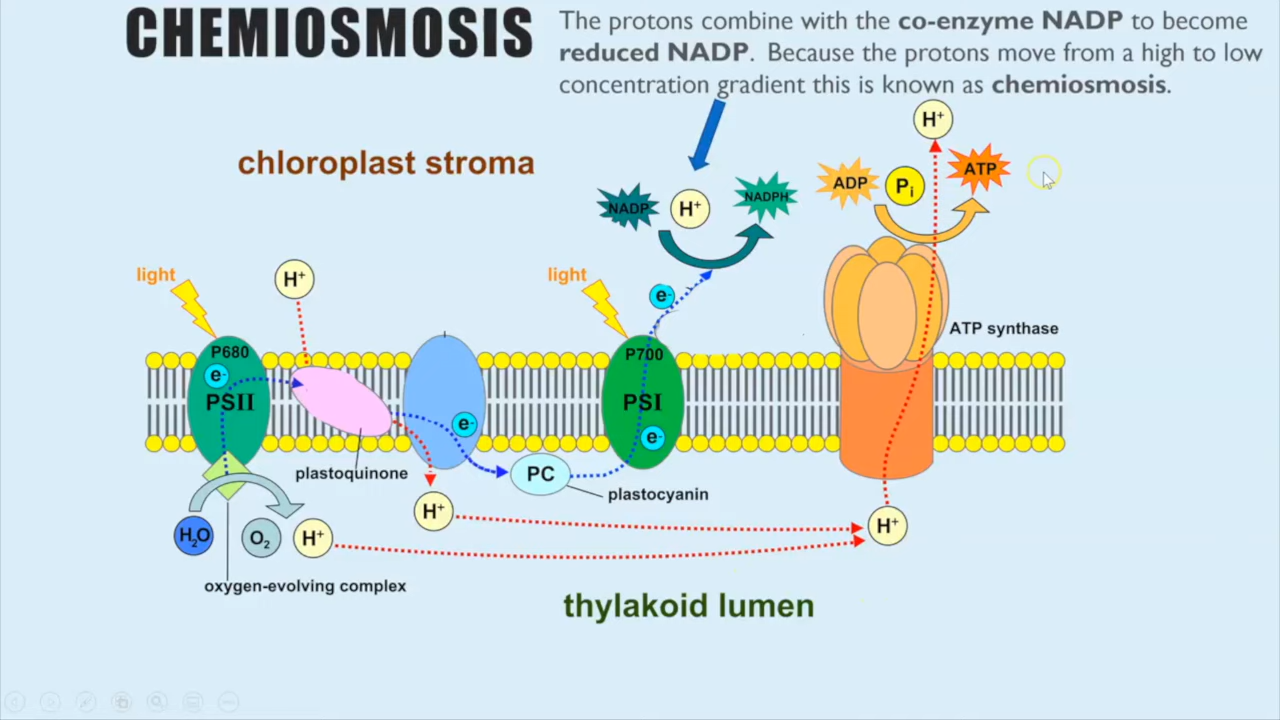 CHEMIOSMOSIS
The protons combine with the co-enzyme NADP to become
reduced NADP. Because the protons move from a high to low
concentration gradient this is known as chemiosmosis.
chloroplast stroma
H⁺
NADP
H⁺
NADPH
ADP
Pᵢ
ATP
light
H⁺
light
e⁻
ATP synthase
P680
e⁻
PSII
P700
PSI
e⁻
e⁻
plastoquinone
PC
plastocyanin
H⁺
H⁺
H₂O
O₂
H⁺
oxygen-evolving complex
thylakoid lumen